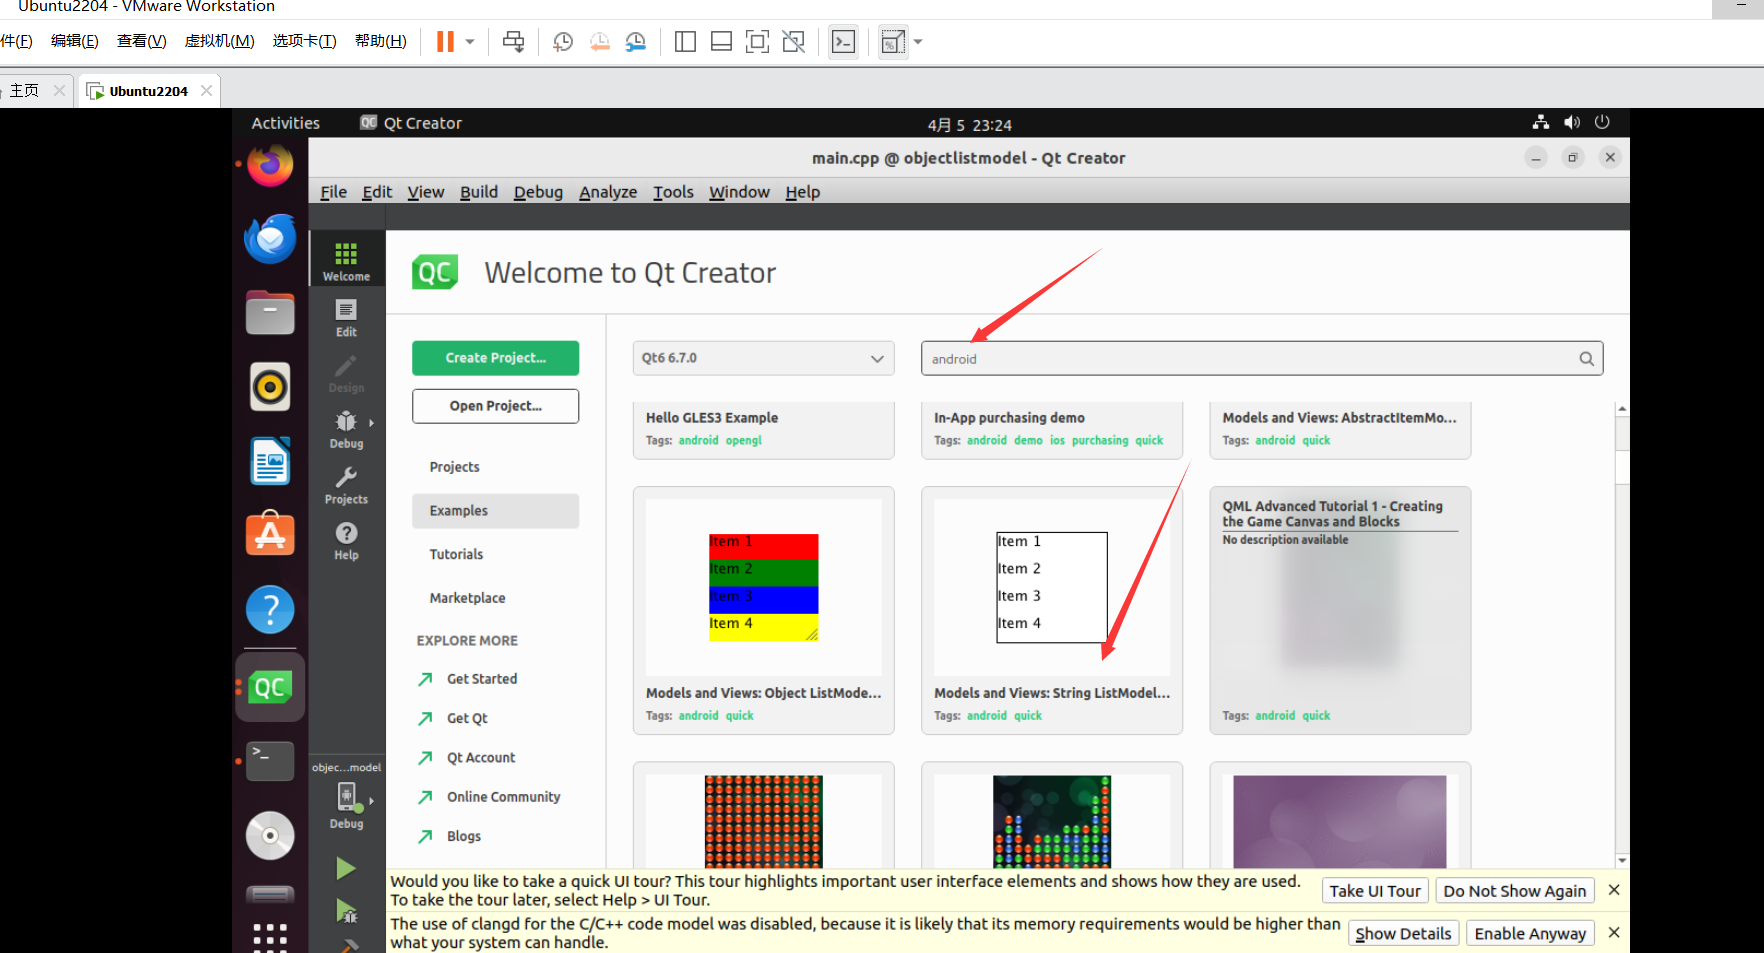 Ubuntu2204 - VMware Workstation
件(F) 编辑(E) 查看(V) 虚拟机(M) 选项卡(T) 帮助(H)
主页 Ubuntu2204
Activities Qt Creator 4月 5 23:24
main.cpp @ objectlistmodel - Qt Creator
File Edit View Build Debug Analyze Tools Window Help
Welcome
Edit
Design
Debug
Projects
Help
objec...model
Debug
QC Welcome to Qt Creator
Create Project...
Open Project...
Projects
Examples
Tutorials
Marketplace
EXPLORE MORE
Get Started
Get Qt
Qt Account
Online Community
Blogs
Qt6 6.7.0
android
Hello GLES3 Example
Tags: android opengl
In-App purchasing demo
Tags: android demo ios purchasing quick
Models and Views: AbstractItemMo...
Tags: android quick
Item 1
Item 2
Item 3
Item 4
Models and Views: Object ListMode...
Tags: android quick
Item 1
Item 2
Item 3
Item 4
Models and Views: String ListModel...
Tags: android quick
QML Advanced Tutorial 1 - Creating
the Game Canvas and Blocks
No description available
Tags: android quick
Would you like to take a quick UI tour? This tour highlights important user interface elements and shows how they are used.
To take the tour later, select Help > UI Tour.
Take UI Tour Do Not Show Again
The use of clangd for the C/C++ code model was disabled, because it is likely that its memory requirements would be higher than
what your system can handle.
Show Details Enable Anyway